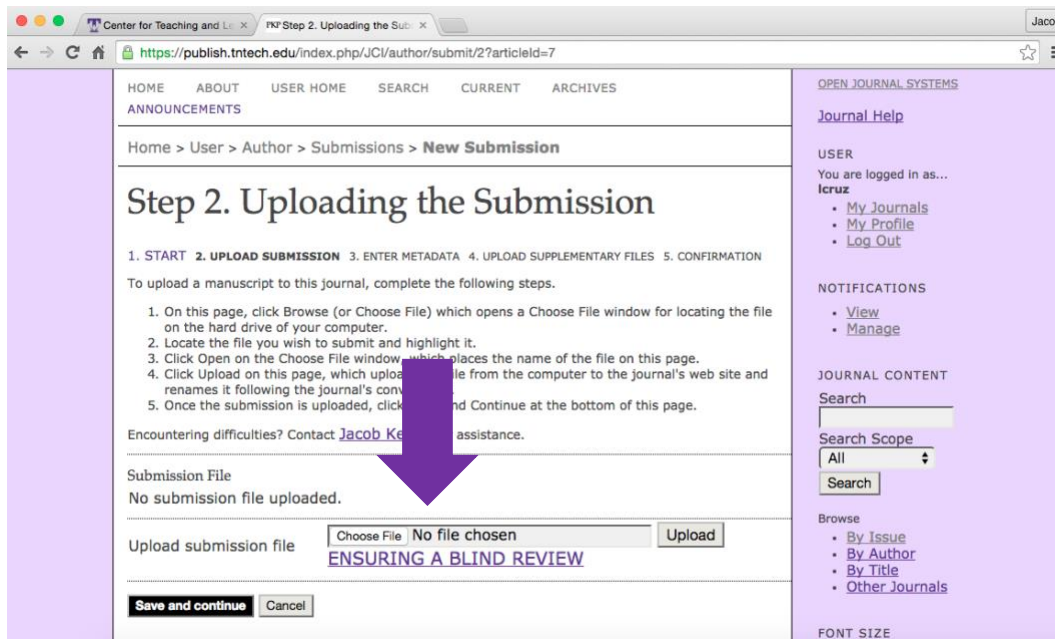 Center for Teaching and Le
PKP Step 2. Uploading the Sub
Jaco
https://publish.tntech.edu/index.php/JCI/author/submit/2?articleId=7
HOME ABOUT USER HOME SEARCH CURRENT ARCHIVES
ANNOUNCEMENTS
Home > User > Author > Submissions > New Submission
Step 2. Uploading the Submission
1. START 2. UPLOAD SUBMISSION 3. ENTER METADATA 4. UPLOAD SUPPLEMENTARY FILES 5. CONFIRMATION
To upload a manuscript to this journal, complete the following steps.
1. On this page, click Browse (or Choose File) which opens a Choose File window for locating the file
on the hard drive of your computer.
2. Locate the file you wish to submit and highlight it.
3. Click Open on the Choose File window, which places the name of the file on this page.
4. Click Upload on this page, which uploa le from the computer to the journal's web site and
renames it following the journal's conv
5. Once the submission is uploaded, click nd Continue at the bottom of this page.
Encountering difficulties? Contact Jacob Ke assistance.
Submission File
No submission file uploaded.
Upload submission file
Choose File No file chosen Upload
ENSURING A BLIND REVIEW
Save and continue Cancel
OPEN JOURNAL SYSTEMS
Journal Help
USER
You are logged in as...
lcruz
My Journals
My Profile
Log Out
NOTIFICATIONS
View
Manage
JOURNAL CONTENT
Search
Search Scope
All
Search
Browse
By Issue
By Author
By Title
Other Journals
FONT SIZE